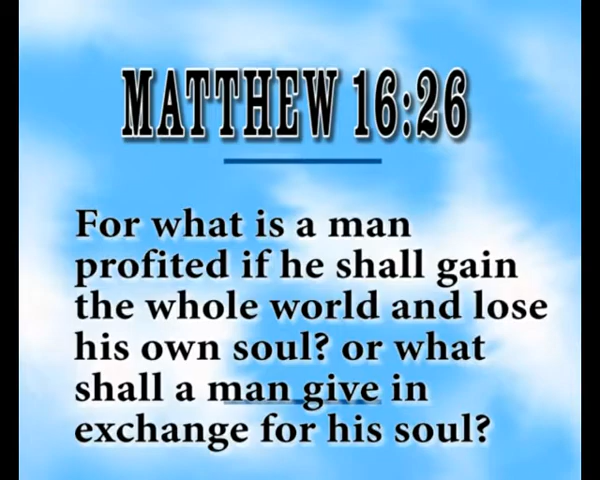 MATTHEW 16:26
For what is a man
profited if he shall gain
the whole world and lose
his own soul? or what
shall a man give in
exchange for his soul?